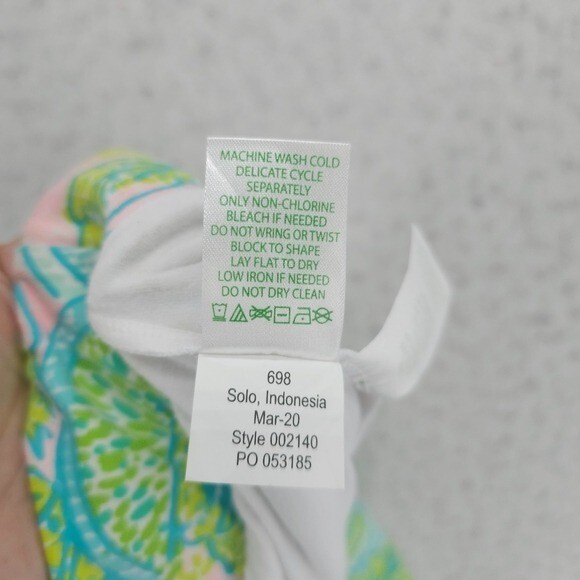 MACHINE WASH COLD
DELICATE CYCLE
SEPARATELY
ONLY NON-CHLORINE
BLEACH IF NEEDED
DO NOT WRING OR TWIST
BLOCK TO SHAPE
LAY FLAT TO DRY
LOW IRON IF NEEDED
DO NOT DRY CLEAN
698
Solo, Indonesia
Mar-20
Style 002140
PO 053185